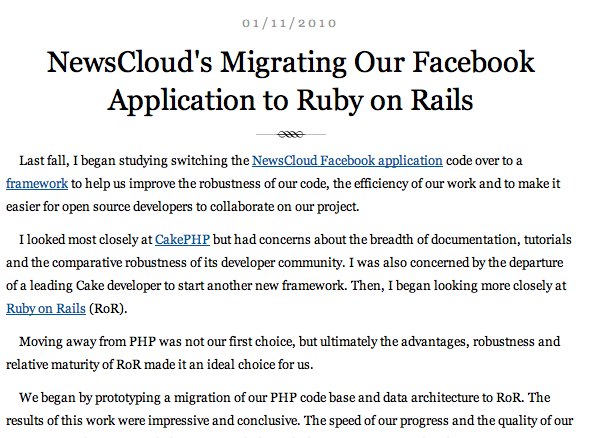 01/11/2010
NewsCloud's Migrating Our Facebook
Application to Ruby on Rails
Last fall, I began studying switching the NewsCloud Facebook application code over to a
framework to help us improve the robustness of our code, the efficiency of our work and to make it
easier for open source developers to collaborate on our project.
I looked most closely at CakePHP but had concerns about the breadth of documentation, tutorials
and the comparative robustness of its developer community. I was also concerned by the departure
of a leading Cake developer to start another new framework. Then, I began looking more closely at
Ruby on Rails (RoR).
Moving away from PHP was not our first choice, but ultimately the advantages, robustness and
relative maturity of RoR made it an ideal choice for us.
We began by prototyping a migration of our PHP code base and data architecture to RoR. The
results of this work were impressive and conclusive. The speed of our progress and the quality of our